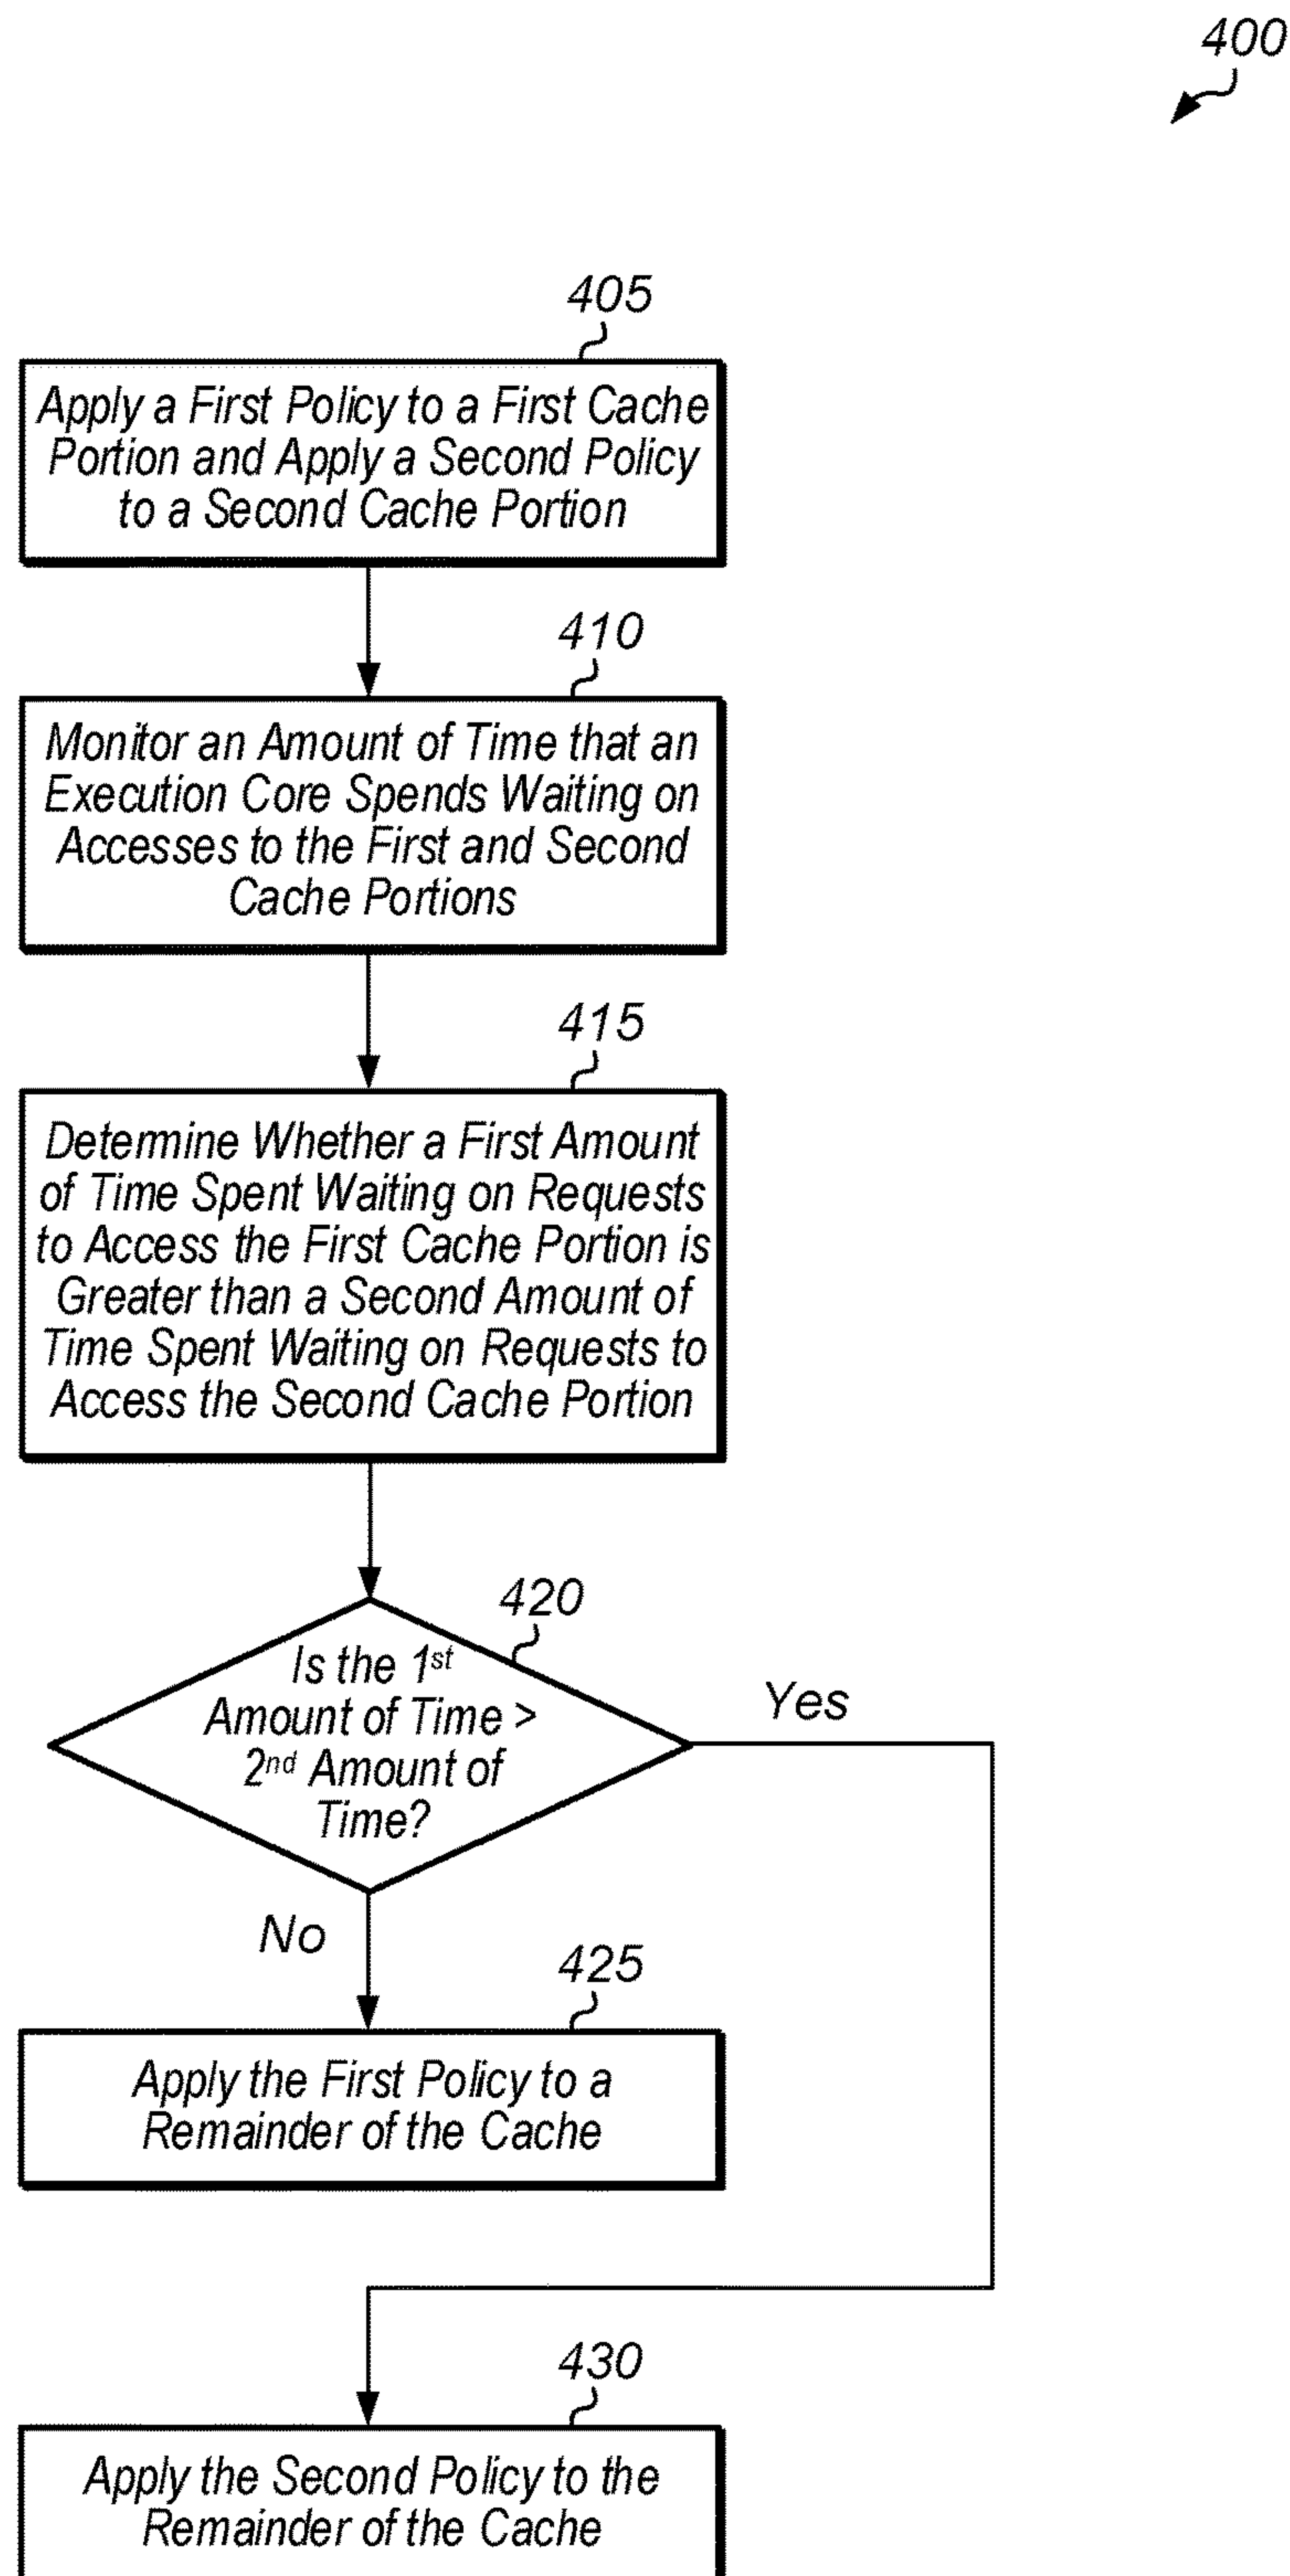 400
405
Apply a First Policy to a First Cache
Portion and Apply a Second Policy
to a Second Cache Portion
410
Monitor an Amount of Time that an
Execution Core Spends Waiting on
Accesses to the First and Second
Cache Portions
415
Determine Whether a First Amount
of Time Spent Waiting on Requests
to Access the First Cache Portion is
Greater than a Second Amount of
Time Spent Waiting on Requests to
Access the Second Cache Portion
420
Is the 1st
Amount of Time >
2nd Amount of
Time?
Yes
No
425
Apply the First Policy to a
Remainder of the Cache
430
Apply the Second Policy to the
Remainder of the Cache